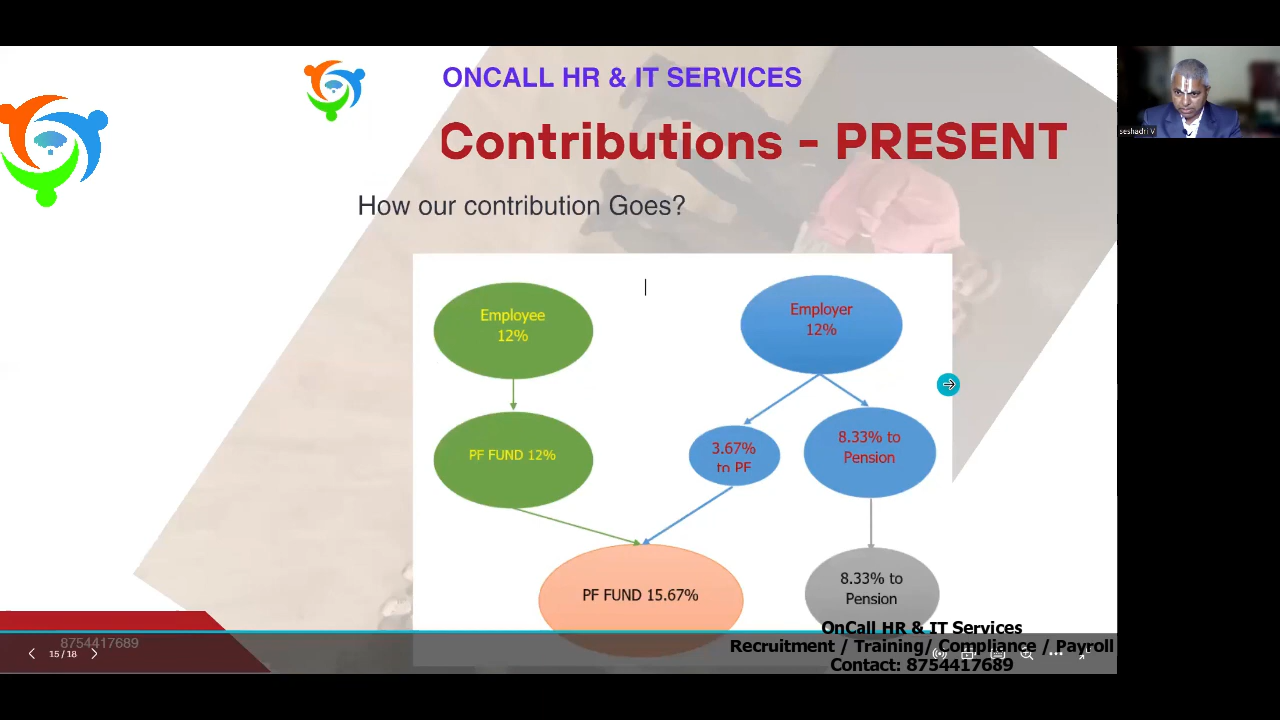 ONCALL HR & IT SERVICES
Contributions - PRESENT
seshadri V
How our contribution Goes?
Employee
12%
Employer
12%
PF FUND 12%
3.67%
to PF
8.33% to
Pension
PF FUND 15.67%
8.33% to
Pension
8754417689
15 / 18
OnCall HR & IT Services
Recruitment / Training/ Compliance / Payroll
Contact: 8754417689